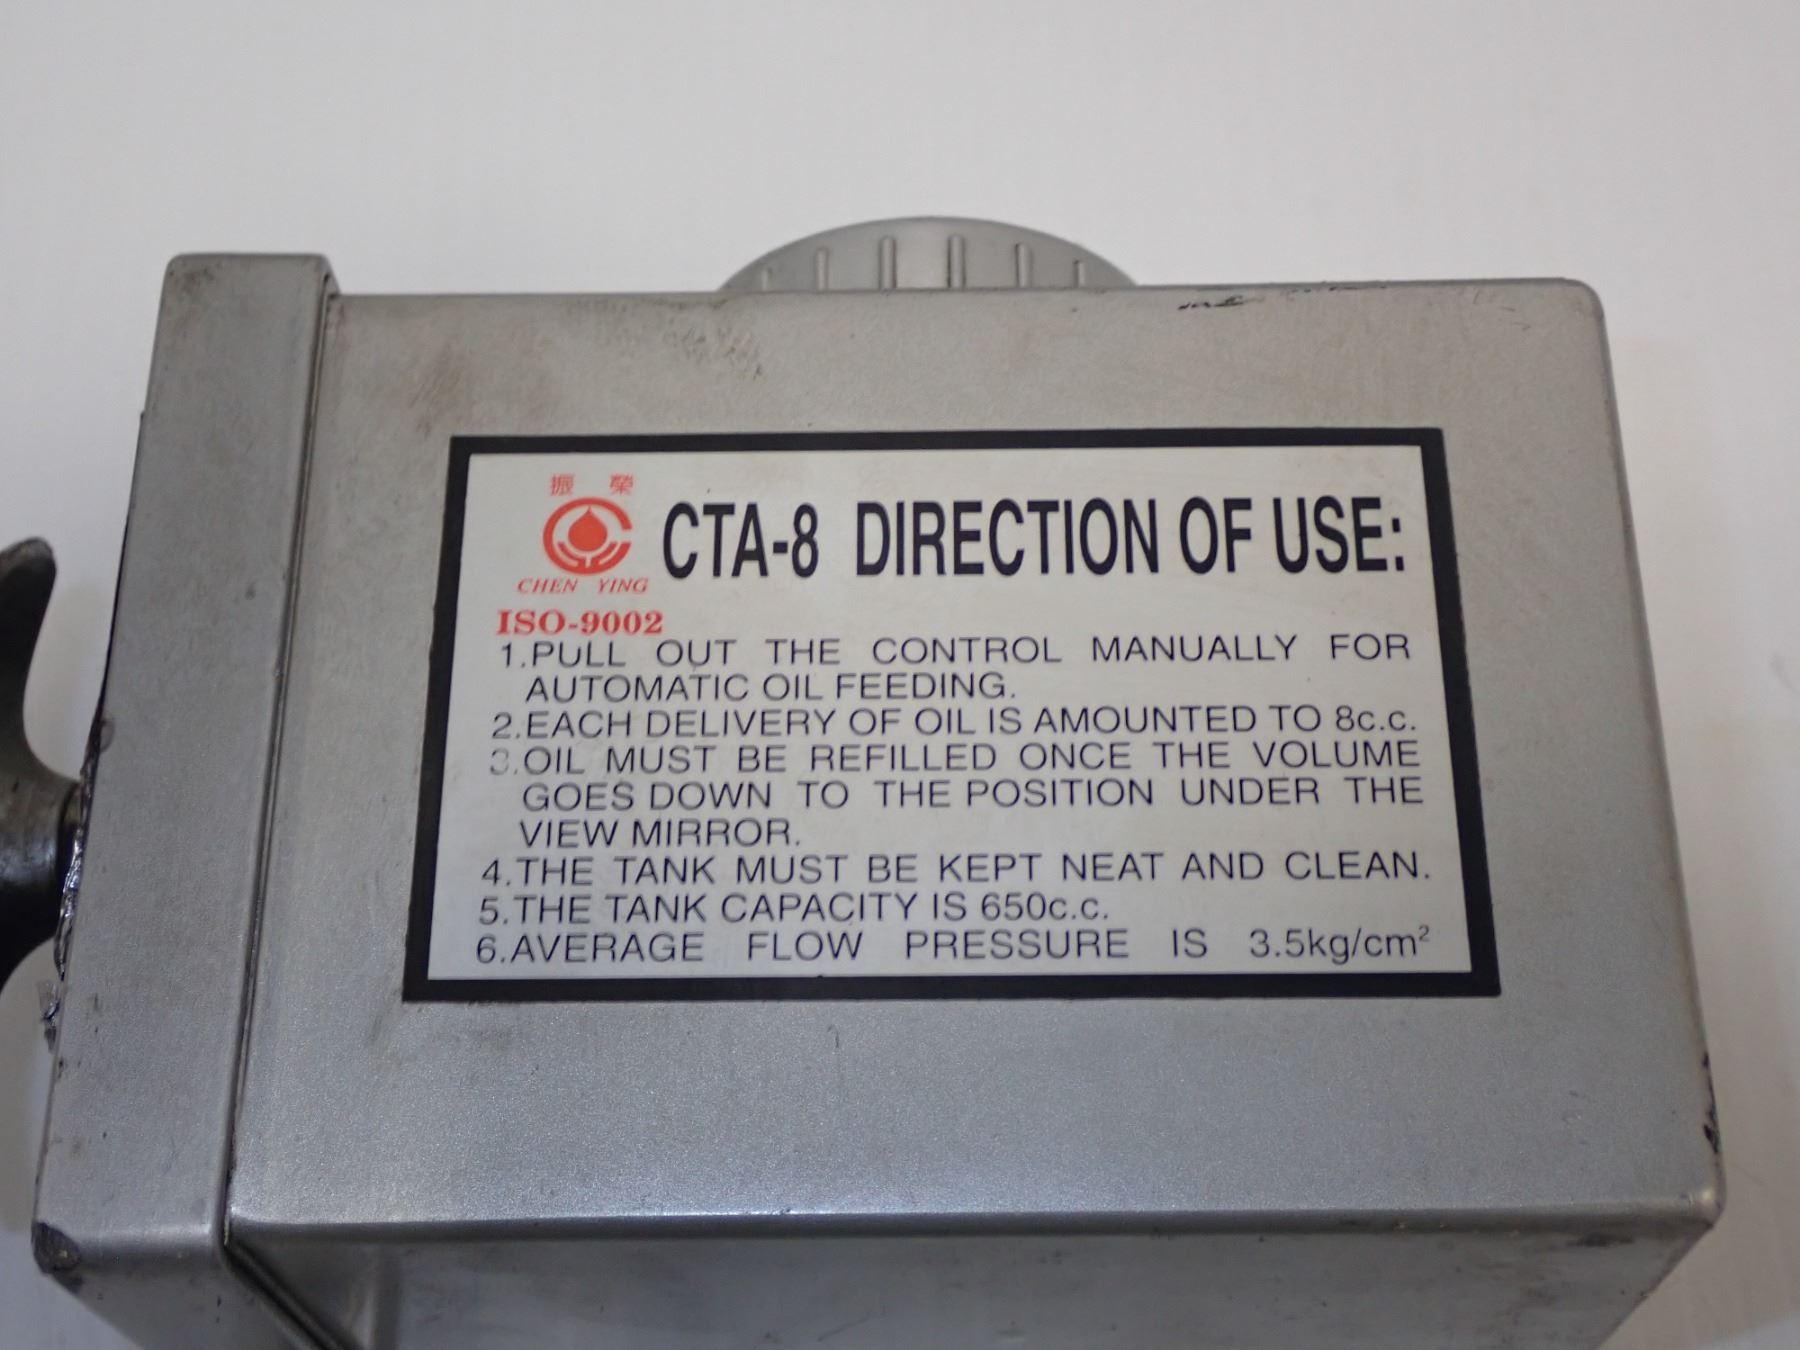 振 榮
CHEN YING
CTA-8 DIRECTION OF USE:
ISO-9002
1.PULL OUT THE CONTROL MANUALLY FOR
AUTOMATIC OIL FEEDING.
2.EACH DELIVERY OF OIL IS AMOUNTED TO 8c.c.
3.OIL MUST BE REFILLED ONCE THE VOLUME
GOES DOWN TO THE POSITION UNDER THE
VIEW MIRROR.
4.THE TANK MUST BE KEPT NEAT AND CLEAN.
5.THE TANK CAPACITY IS 650c.c.
6.AVERAGE FLOW PRESSURE IS 3.5kg/cm²